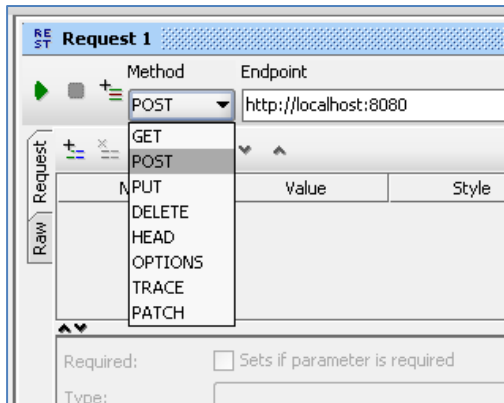 RE
ST Request 1
Method Endpoint
POST http://localhost:8080
GET
POST
PUT
DELETE
HEAD
OPTIONS
TRACE
PATCH
Request
Raw
N Value Style
Required: Sets if parameter is required
Type: